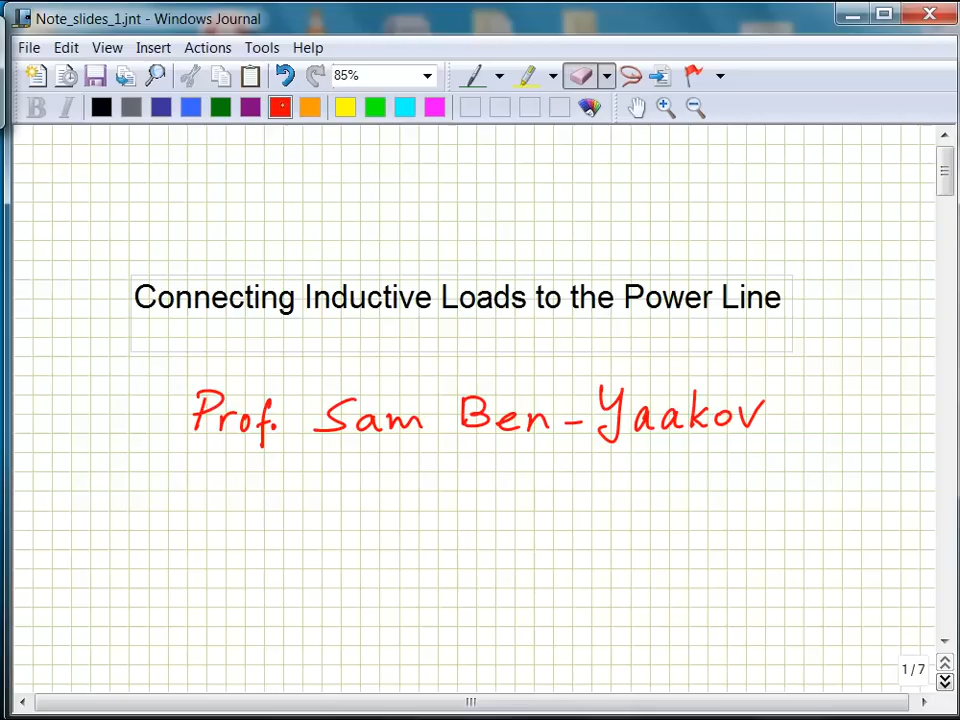 Note_slides_1.jnt - Windows Journal
File Edit View Insert Actions Tools Help
85%
B I
Connecting Inductive Loads to the Power Line
Prof. Sam Ben-Yaakov
1 / 7